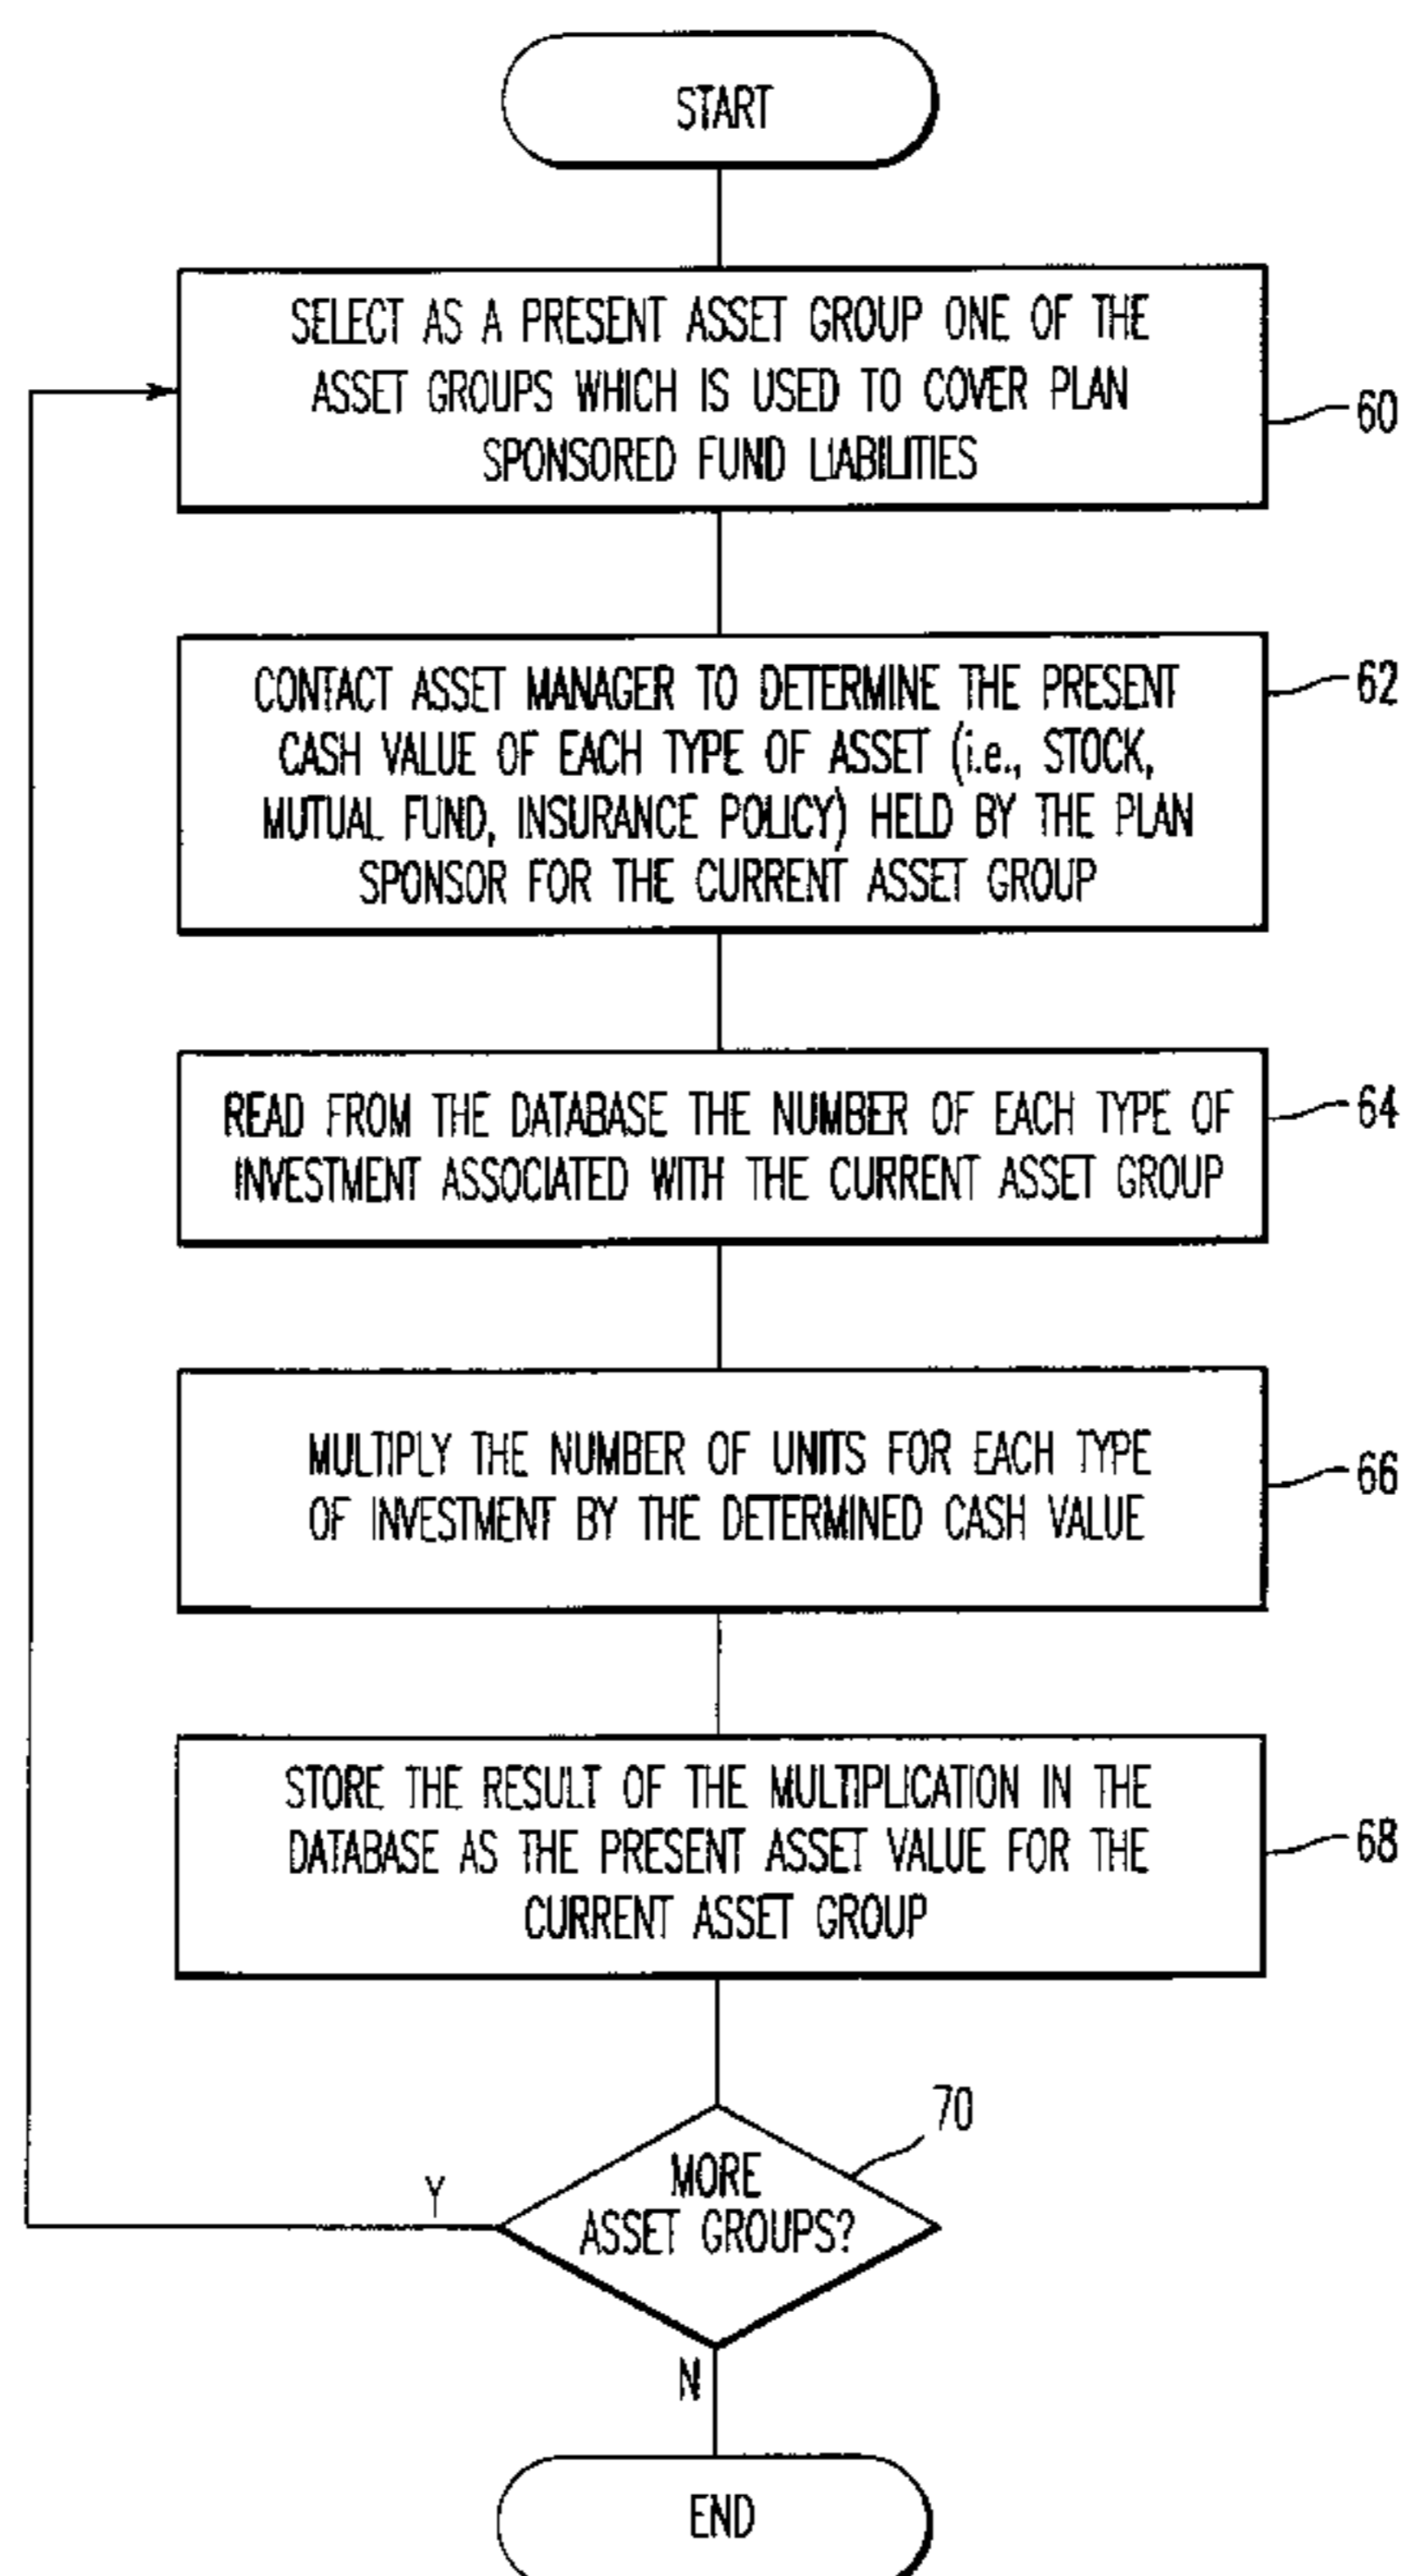 START
SELECT AS A PRESENT ASSET GROUP ONE OF THE
ASSET GROUPS WHICH IS USED TO COVER PLAN
SPONSORED FUND LIABILITIES
60
CONTACT ASSET MANAGER TO DETERMINE THE PRESENT
CASH VALUE OF EACH TYPE OF ASSET (i.e., STOCK,
MUTUAL FUND, INSURANCE POLICY) HELD BY THE PLAN
SPONSOR FOR THE CURRENT ASSET GROUP
62
READ FROM THE DATABASE THE NUMBER OF EACH TYPE OF
INVESTMENT ASSOCIATED WITH THE CURRENT ASSET GROUP
64
MULTIPLY THE NUMBER OF UNITS FOR EACH TYPE
OF INVESTMENT BY THE DETERMINED CASH VALUE
66
STORE THE RESULT OF THE MULTIPLICATION IN THE
DATABASE AS THE PRESENT ASSET VALUE FOR THE
CURRENT ASSET GROUP
68
70
MORE
ASSET GROUPS?
Y
N
END